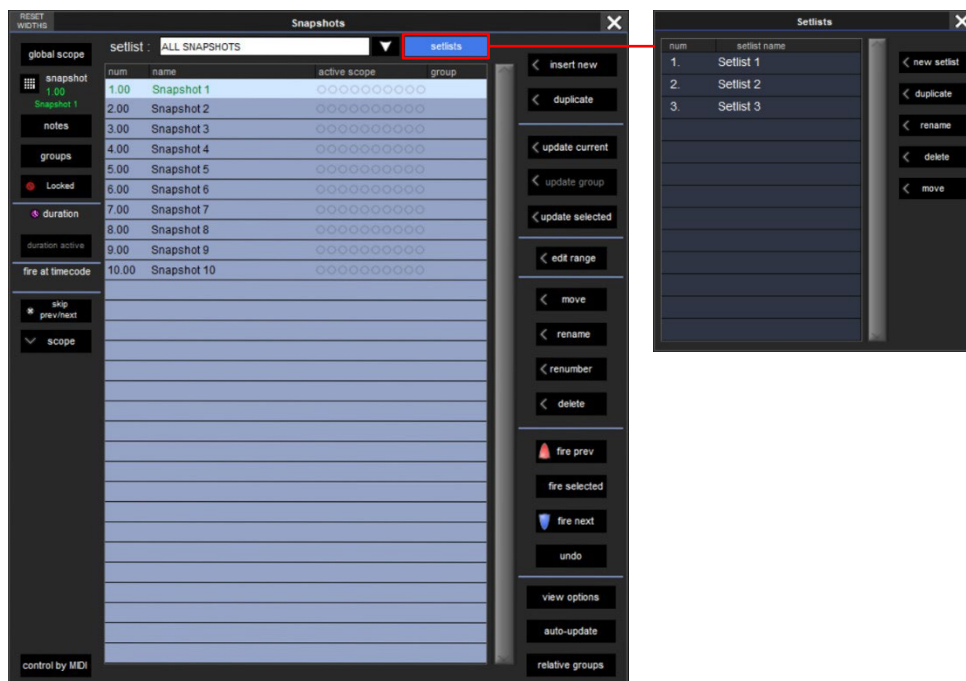 RESET
WIDTHS
Snapshots
global scope
snapshot
1.00
Snapshot 1
notes
groups
Locked
duration
duration active
fire at timecode
skip
prev/next
scope
control by MIDI
setlist : ALL SNAPSHOTS setlists
num name active scope group
1.00 Snapshot 1
2.00 Snapshot 2
3.00 Snapshot 3
4.00 Snapshot 4
5.00 Snapshot 5
6.00 Snapshot 6
7.00 Snapshot 7
8.00 Snapshot 8
9.00 Snapshot 9
10.00 Snapshot 10
insert new
duplicate
update current
update group
update selected
edit range
move
rename
renumber
delete
fire prev
fire selected
fire next
undo
view options
auto-update
relative groups
Setlists
num setlist name
1. Setlist 1
2. Setlist 2
3. Setlist 3
new setlist
duplicate
rename
delete
move